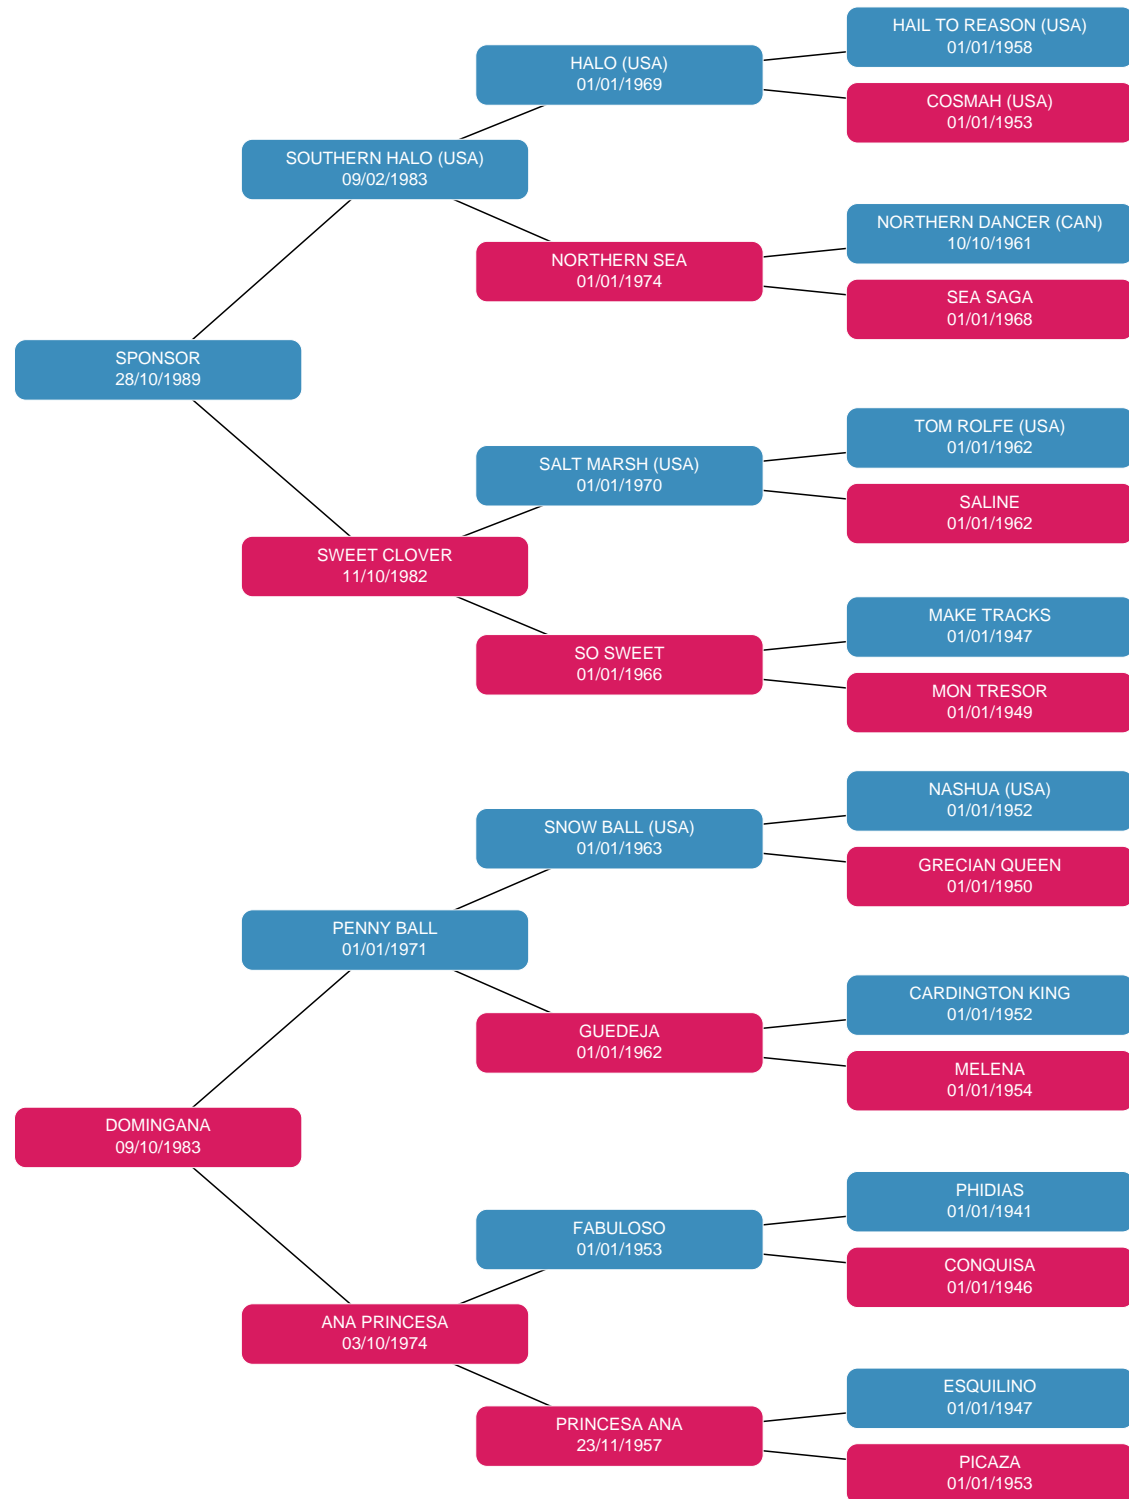 HAIL TO REASON (USA)
01/01/1958
HALO (USA)
01/01/1969
COSMAH (USA)
01/01/1953
SOUTHERN HALO (USA)
09/02/1983
NORTHERN DANCER (CAN)
10/10/1961
NORTHERN SEA
01/01/1974
SEA SAGA
01/01/1968
SPONSOR
28/10/1989
TOM ROLFE (USA)
01/01/1962
SALT MARSH (USA)
01/01/1970
SALINE
01/01/1962
SWEET CLOVER
11/10/1982
MAKE TRACKS
01/01/1947
SO SWEET
01/01/1966
MON TRESOR
01/01/1949
NASHUA (USA)
01/01/1952
SNOW BALL (USA)
01/01/1963
GRECIAN QUEEN
01/01/1950
PENNY BALL
01/01/1971
CARDINGTON KING
01/01/1952
GUEDEJA
01/01/1962
MELENA
01/01/1954
DOMINGANA
09/10/1983
PHIDIAS
01/01/1941
FABULOSO
01/01/1953
CONQUISA
01/01/1946
ANA PRINCESA
03/10/1974
ESQUILINO
01/01/1947
PRINCESA ANA
23/11/1957
PICAZA
01/01/1953